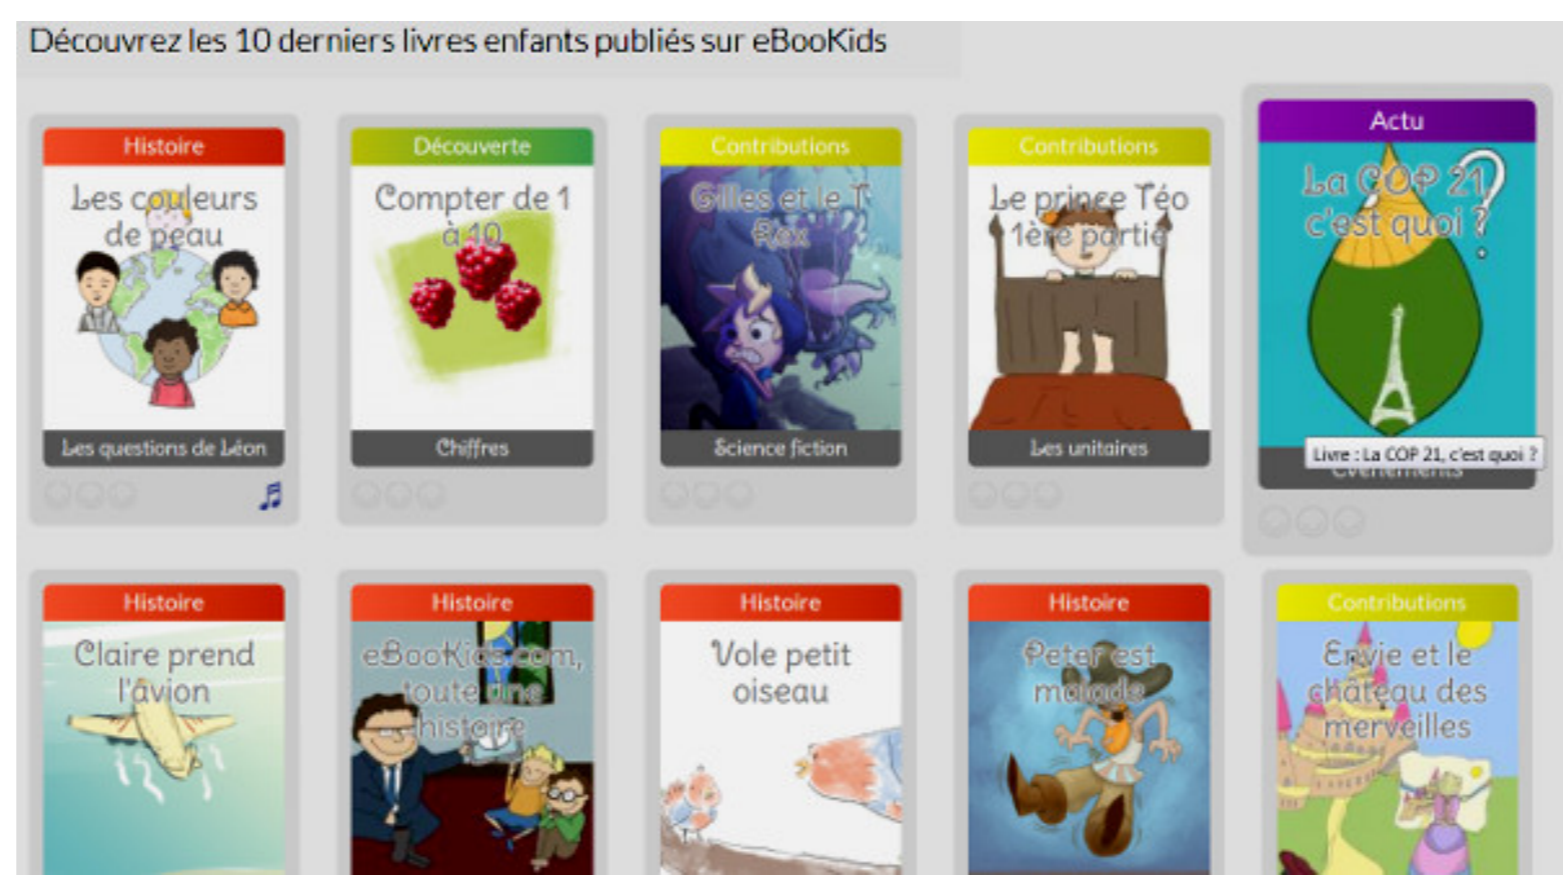 Découvrez les 10 derniers livres enfants publiés sur eBooKids
Histoire
Les couleurs
de peau
Les questions de Léon
Découverte
Compter de 1
à 10
Chiffres
Contributions
Gilles et le T-
Rex
Science fiction
Contributions
Le prince Téo
1ère partie
Les unitaires
Actu
La COP 21,
c'est quoi ?
Livre : La COP 21, c'est quoi ?
Evénements
Histoire
Claire prend
l'avion
Histoire
eBooKids.com,
toute une
histoire
Histoire
Vole petit
oiseau
Histoire
Peter est
malade
Contributions
Envie et le
château des
merveilles